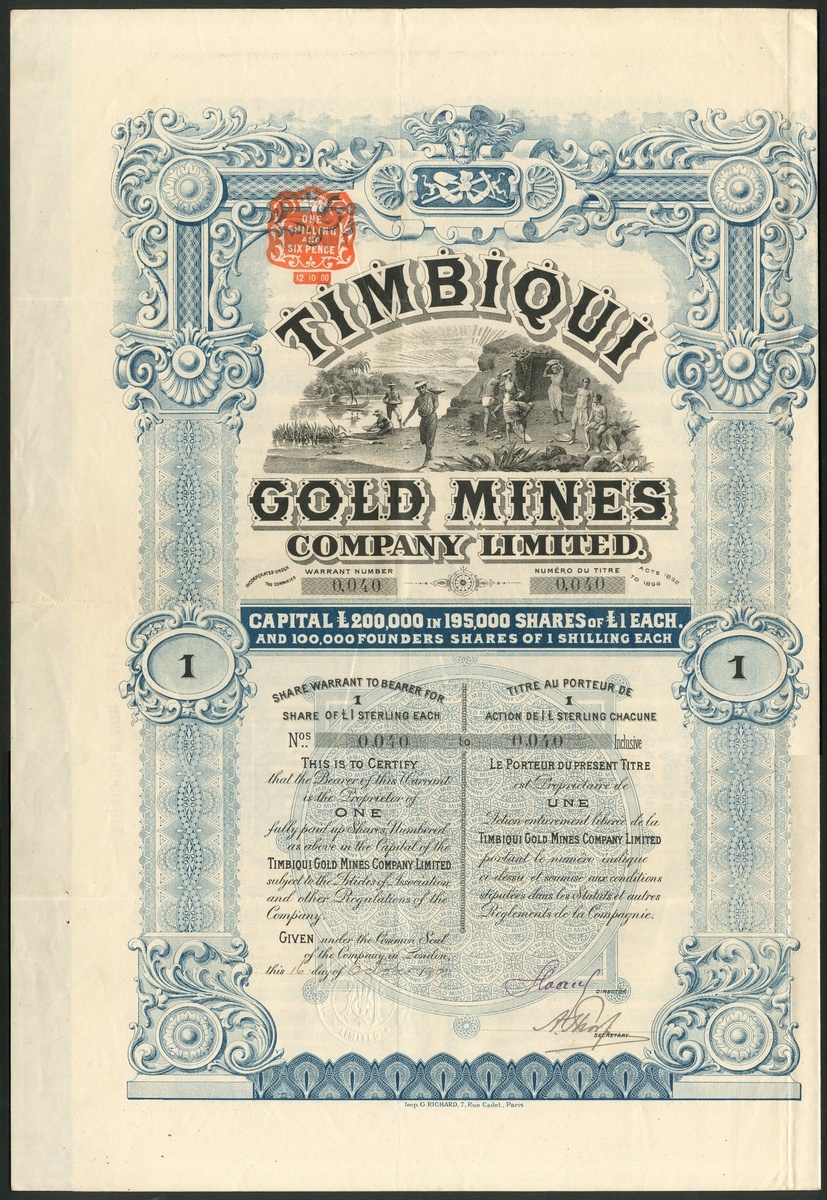 ONE
SHILLING
AND
SIX PENCE
12 10 00
TIMBIQUI
GOLD MINES
COMPANY LIMITED.
INCORPORATED UNDER
THE COMPANIES
ACTS 1862
TO 1898
WARRANT NUMBER
0,040
NUMÉRO DU TITRE
0,040
CAPITAL £200,000 IN 195,000 SHARES OF £1 EACH.
AND 100,000 FOUNDERS SHARES OF 1 SHILLING EACH
1
1
SHARE WARRANT TO BEARER FOR
1
SHARE OF £1 STERLING EACH
TITRE AU PORTEUR DE
1
ACTION DE 1£ STERLING CHACUNE
Nos. 0.040 to 0.040 Inclusive
THIS IS TO CERTIFY
that the Bearer of this Warrant
is the Proprietor of
ONE
fully paid up Shares, Numbered
as above in the Capital of the
TIMBIQUI GOLD MINES COMPANY LIMITED
subject to the Articles of Association
and other Regulations of the
Company.
GIVEN under the Common Seal
of the Company, in London,
this 16 day of October
LE PORTEUR DU PRESENT TITRE
est Propriétaire de
UNE
Action entièrement libérée de la
TIMBIQUI GOLD MINES COMPANY LIMITED
portant le numéro indiqué
ci-dessus et soumise aux conditions
stipulées dans les Statuts et autres
Règlements de la Compagnie.
DIRECTOR
SECRETARY
Imp. G. RICHARD, 7, Rue Cadet, Paris